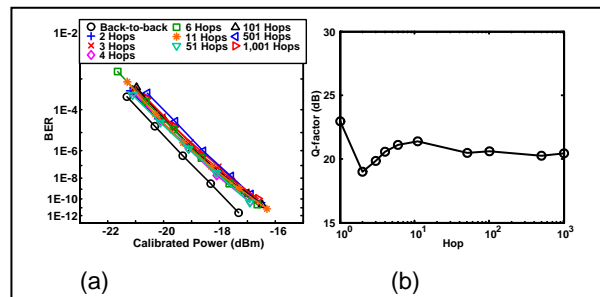 1E-2
1E-4
1E-6
1E-8
1E-10
1E-12
BER
Back-to-back
2 Hops
3 Hops
4 Hops
6 Hops
11 Hops
51 Hops
101 Hops
501 Hops
1,001 Hops
-22 -20 -18 -16
Calibrated Power (dBm)
(a)
30
20
15
Q-factor (dB)
10^0 10^1 10^2 10^3
Hop
(b)